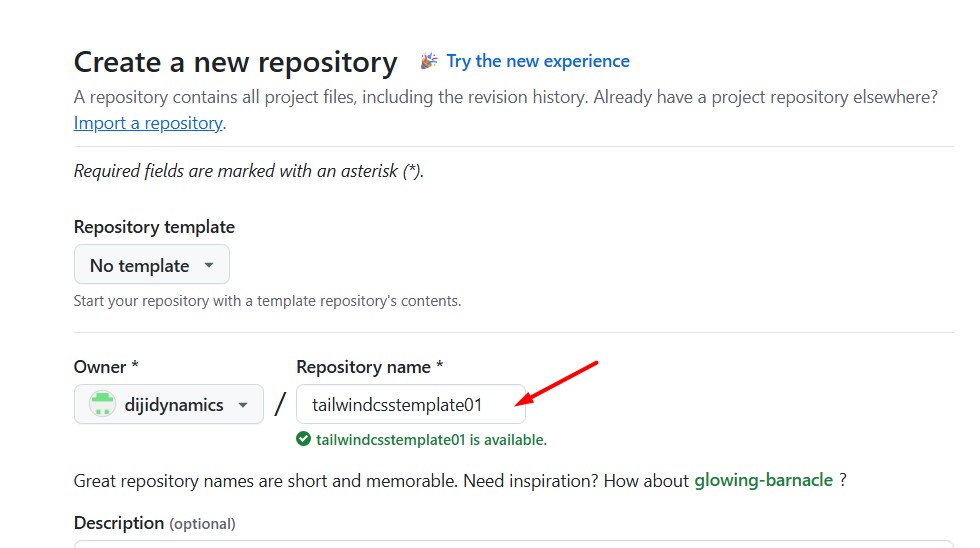 Create a new repository 🎉 Try the new experience
A repository contains all project files, including the revision history. Already have a project repository elsewhere?
Import a repository.
Required fields are marked with an asterisk (*).
Repository template
No template
Start your repository with a template repository's contents.
Owner * Repository name *
dijidynamics / tailwindcsstemplate01
tailwindcsstemplate01 is available.
Great repository names are short and memorable. Need inspiration? How about glowing-barnacle ?
Description (optional)